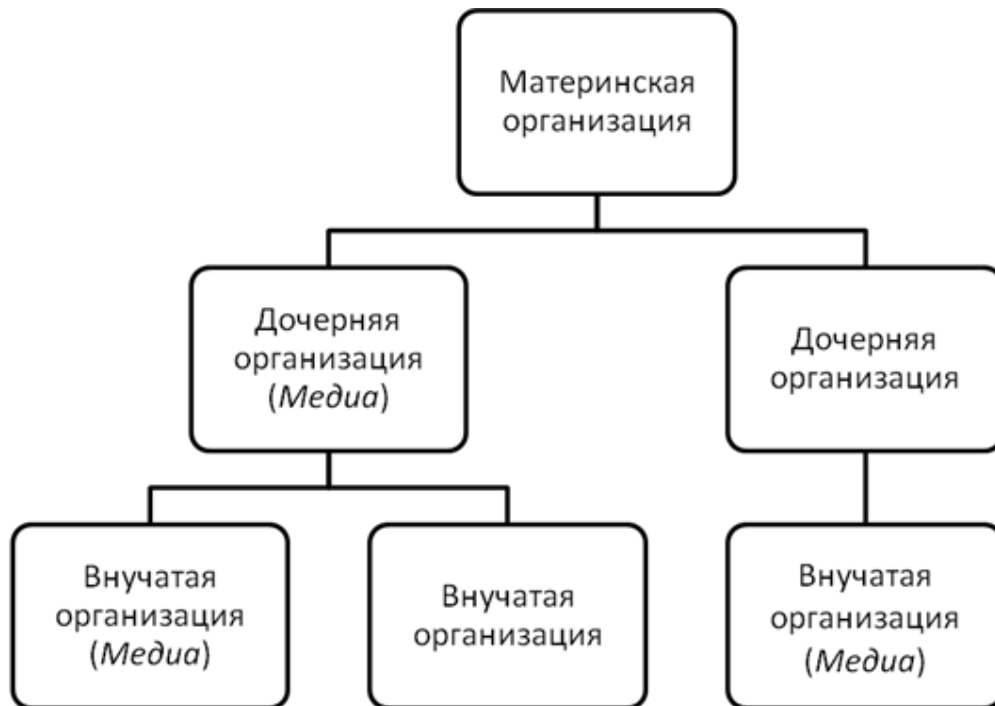 Материнская
организация
Дочерняя
организация
(Медиа)
Дочерняя
организация
Внучатая
организация
(Медиа)
Внучатая
организация
Внучатая
организация
(Медиа)